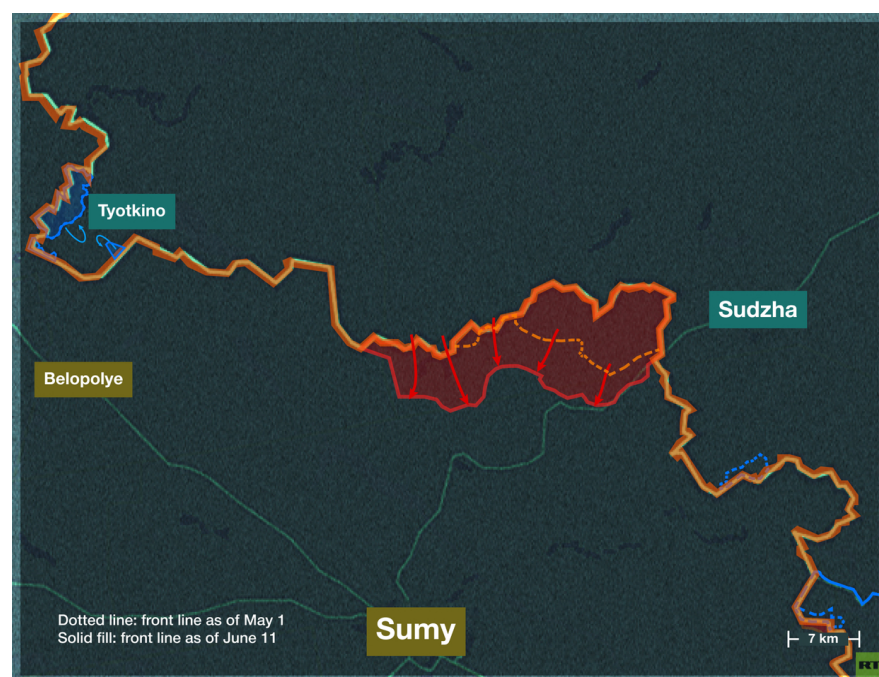 Tyotkino
Sudzha
Belopolye
Dotted line: front line as of May 1
Solid fill: front line as of June 11
Sumy
7 km
RT